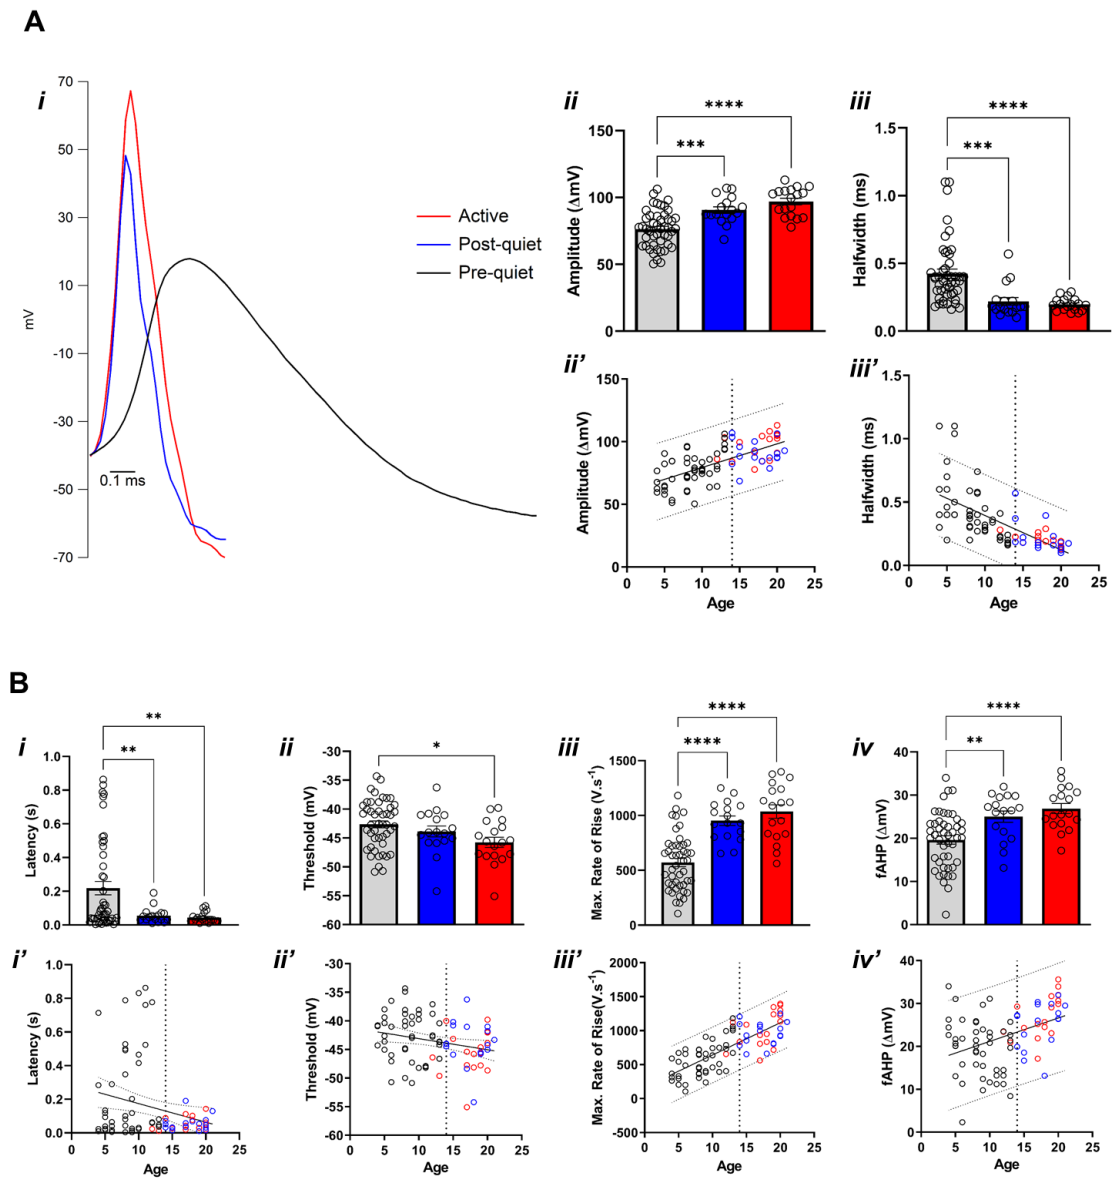 A
i
70
50
30
10
-10
-30
-50
-70
mV
0.1 ms
Active
Post-quiet
Pre-quiet
ii
****
***
150
100
50
0
Amplitude (ΔmV)
iii
****
***
1.5
1.0
0.5
0.0
Halfwidth (ms)
ii’
150
100
50
0
Amplitude (ΔmV)
0 5 10 15 20 25
Age
iii’
1.5
1.0
0.5
0.0
Halfwidth (ms)
0 5 10 15 20 25
Age
B
i
**
**
1.0
0.8
0.6
0.4
0.2
0.0
Latency (s)
ii
*
-30
-35
-40
-45
-50
-55
-60
Threshold (mV)
iii
****
****
1500
1000
500
0
Max. Rate of Rise (V.s-1)
iv
****
**
40
30
20
10
0
fAHP (ΔmV)
i’
1.0
0.8
0.6
0.4
0.2
0.0
Latency (s)
0 5 10 15 20 25
Age
ii’
-30
-35
-40
-45
-50
-55
-60
Threshold (mV)
0 5 10 15 20 25
Age
iii’
2000
1500
1000
500
0
-500
Max. Rate of Rise(V.s-1)
0 5 10 15 20 25
Age
iv’
40
30
20
10
0
fAHP (ΔmV)
0 5 10 15 20 25
Age